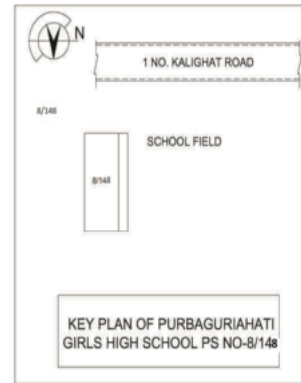 N
1 NO. KALIGHAT ROAD
8/148
SCHOOL FIELD
8/148
KEY PLAN OF PURBAGURIAHATI
GIRLS HIGH SCHOOL PS NO-8/148